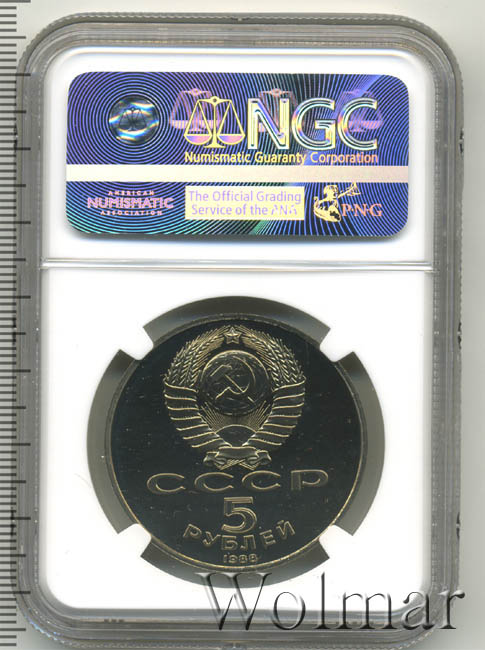 NGC
Numismatic Guaranty Corporation
AMERICAN
NUMISMATIC
ASSOCIATION
The Official Grading
Service of the PNG
PNG
СССР
5
РУБЛЕЙ
1988
Wolmar